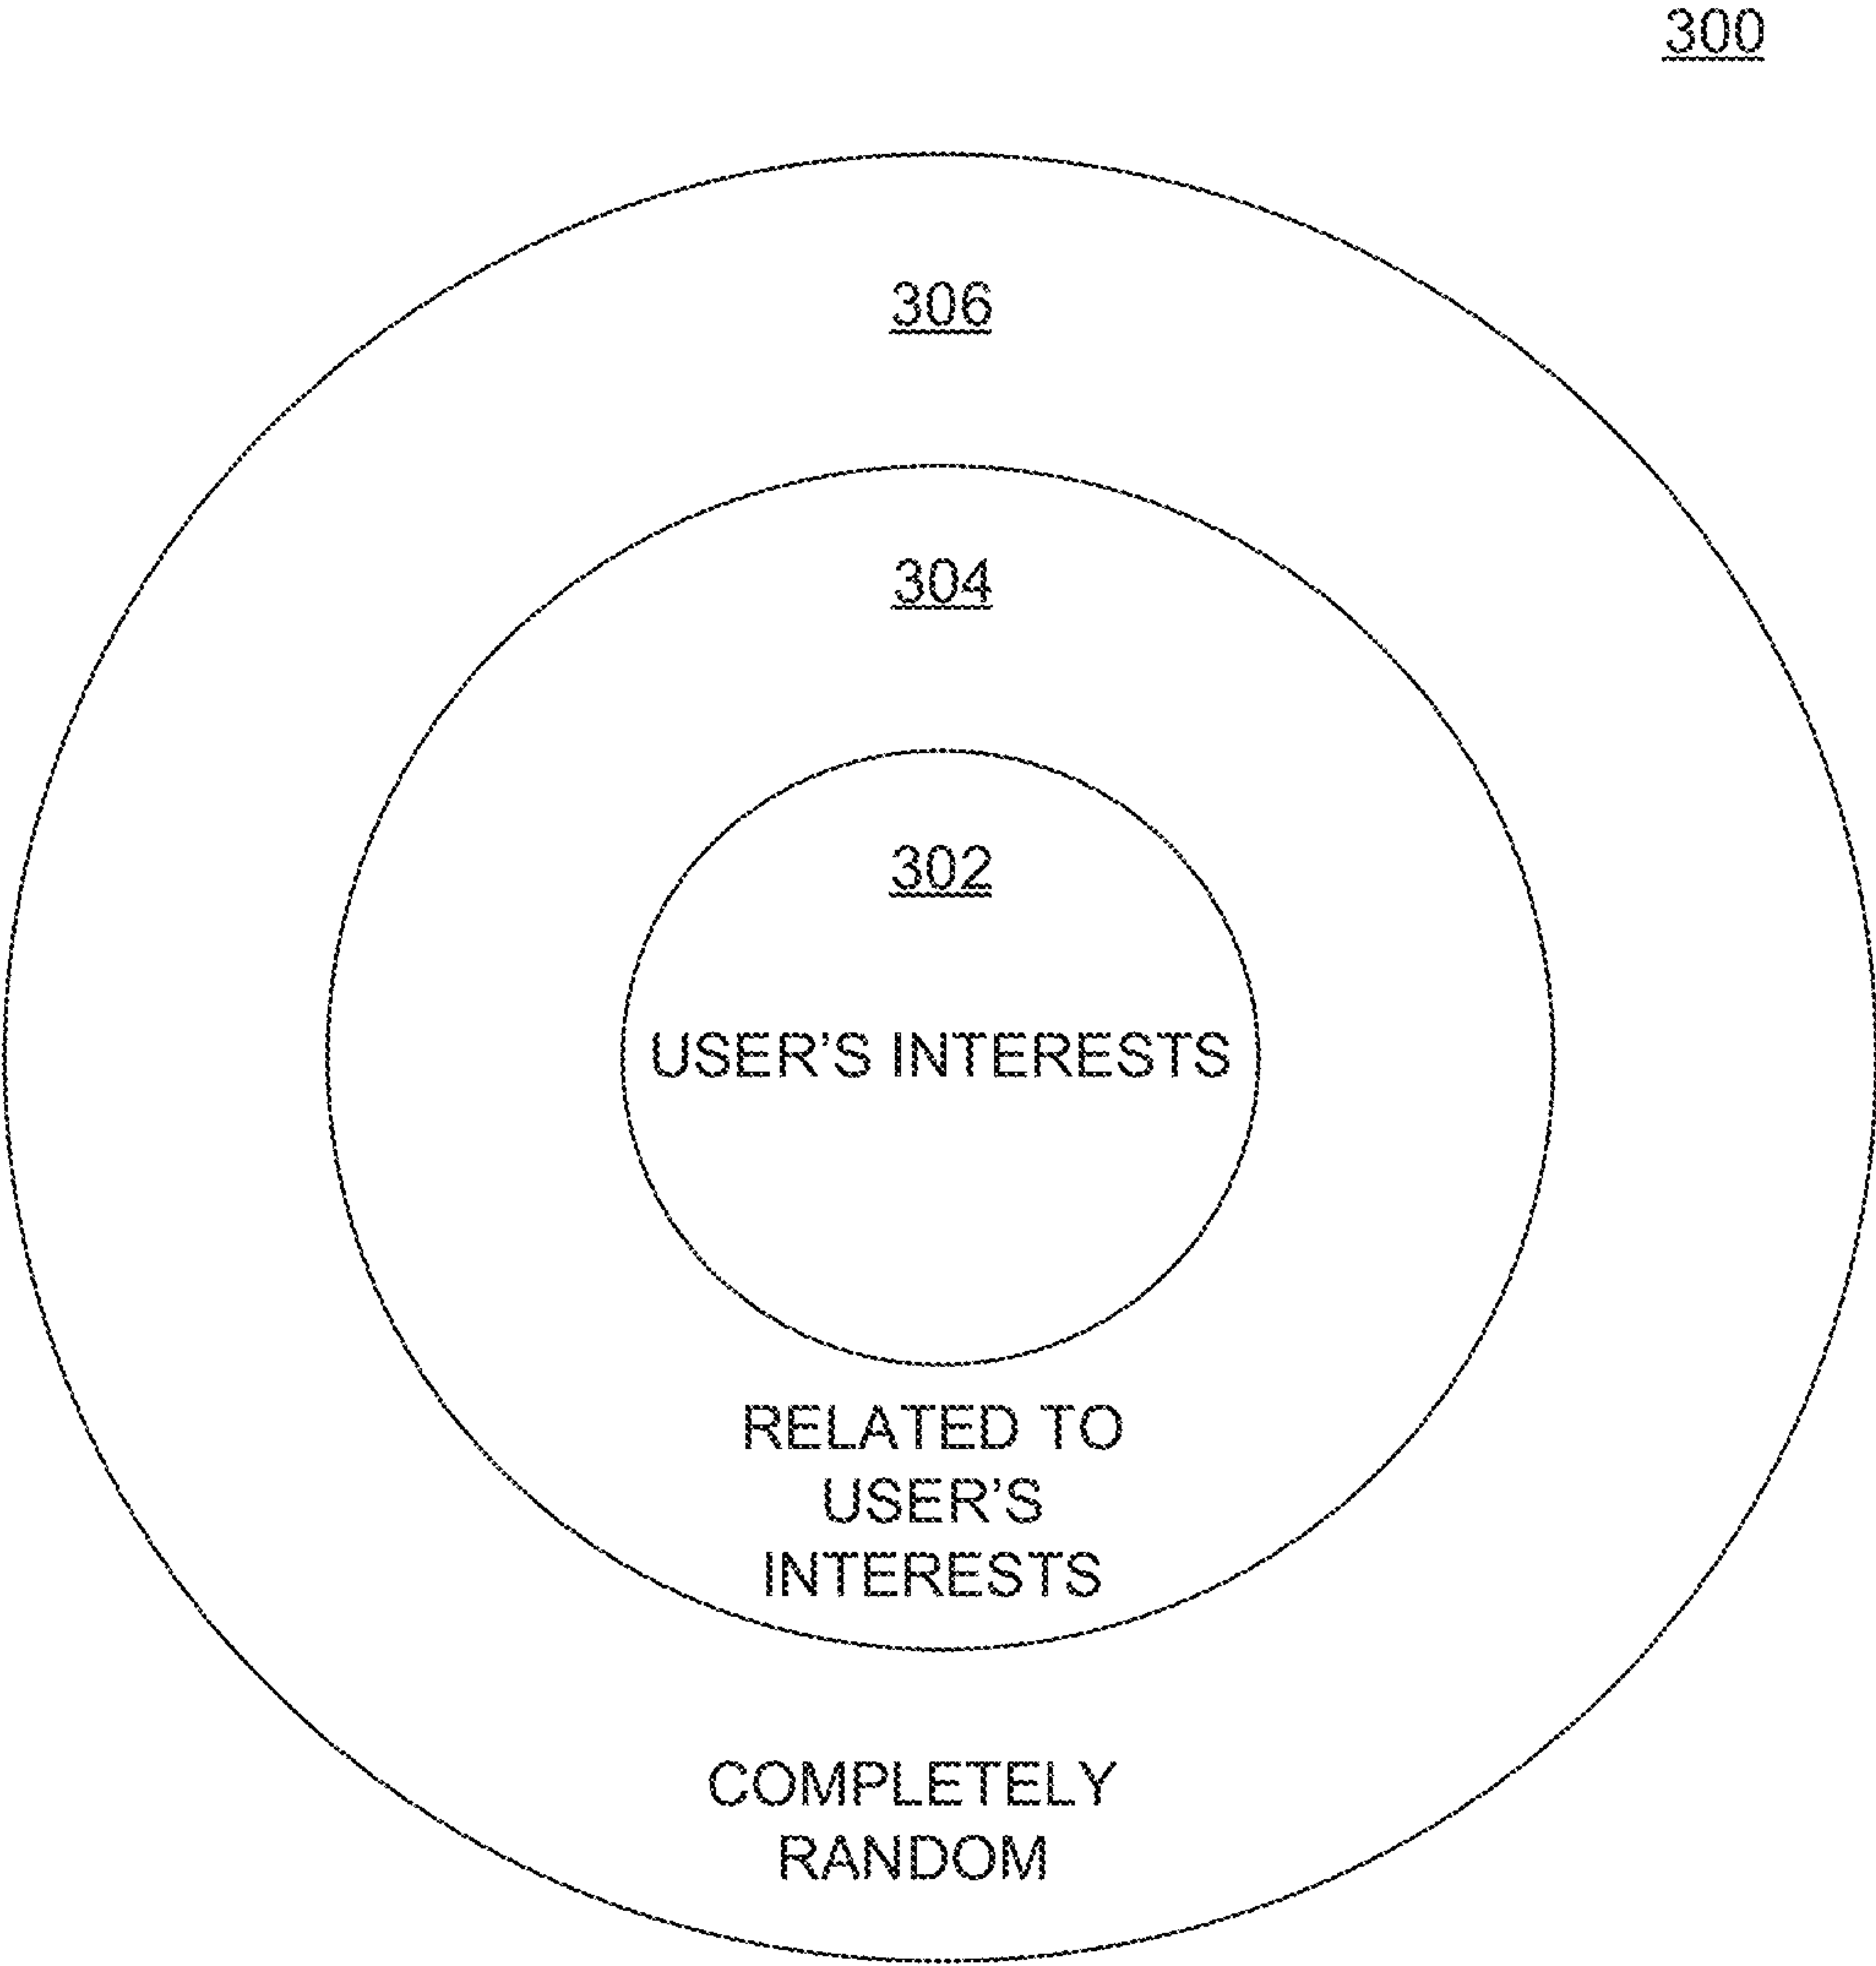 300
306
304
302
USER’S INTERESTS
RELATED TO
USER’S
INTERESTS
COMPLETELY
RANDOM